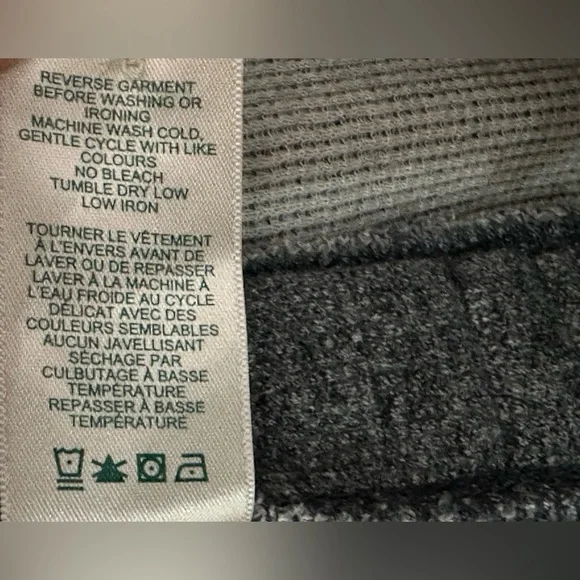 REVERSE GARMENT
BEFORE WASHING OR
IRONING
MACHINE WASH COLD,
GENTLE CYCLE WITH LIKE
COLOURS
NO BLEACH
TUMBLE DRY LOW
LOW IRON
TOURNER LE VÊTEMENT
À L'ENVERS AVANT DE
LAVER OU DE REPASSER
LAVER À LA MACHINE À
L'EAU FROIDE AU CYCLE
DÉLICAT AVEC DES
COULEURS SEMBLABLES
AUCUN JAVELLISANT
SÉCHAGE PAR
CULBUTAGE À BASSE
TEMPÉRATURE
REPASSER À BASSE
TEMPÉRATURE